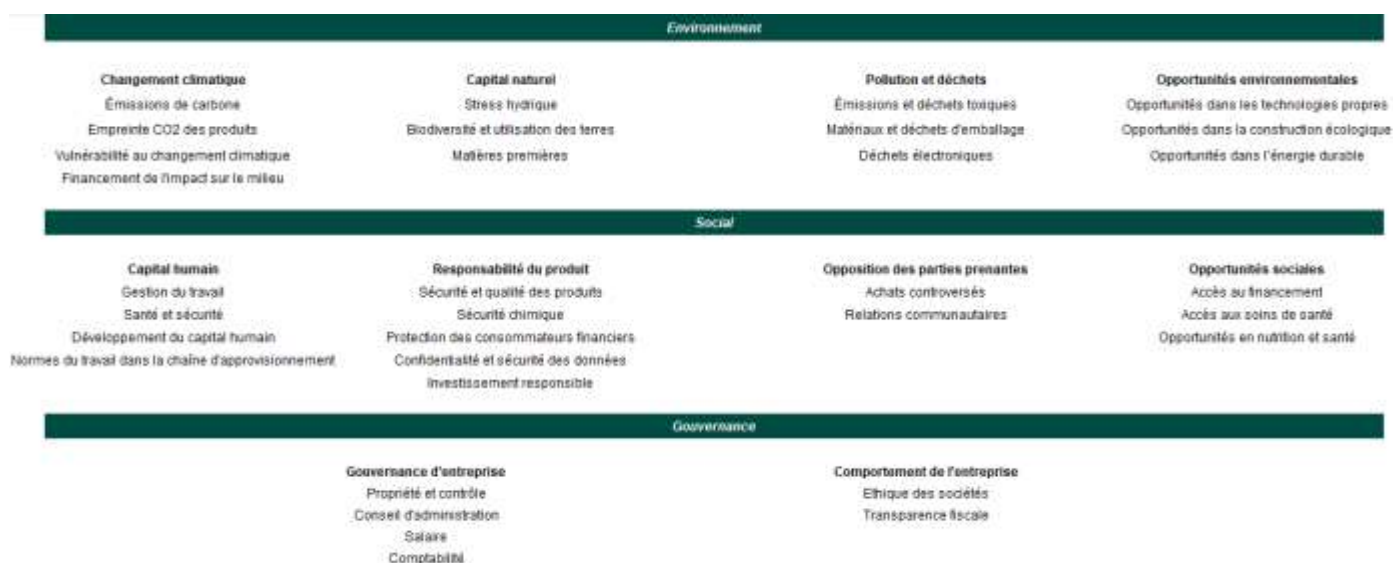 Environnement
Changement climatique
Émissions de carbone
Empreinte CO2 des produits
Vulnérabilité au changement climatique
Financement de l'impact sur le milieu
Capital naturel
Stress hydrique
Biodiversité et utilisation des terres
Matières premières
Pollution et déchets
Émissions et déchets toxiques
Matériaux et déchets d'emballage
Déchets électroniques
Opportunités environnementales
Opportunités dans les technologies propres
Opportunités dans la construction écologique
Opportunités dans l'énergie durable
Social
Capital humain
Gestion du travail
Santé et sécurité
Développement du capital humain
Normes du travail dans la chaîne d'approvisionnement
Responsabilité du produit
Sécurité et qualité des produits
Sécurité chimique
Protection des consommateurs financiers
Confidentialité et sécurité des données
Investissement responsible
Opposition des parties prenantes
Achats controversés
Relations communautaires
Opportunités sociales
Accès au financement
Accès aux soins de santé
Opportunités en nutrition et santé
Gouvernance
Gouvernance d'entreprise
Propriété et contrôle
Conseil d'administration
Salaire
Comptabilité
Comportement de l'entreprise
Ethique des sociétés
Transparence fiscale